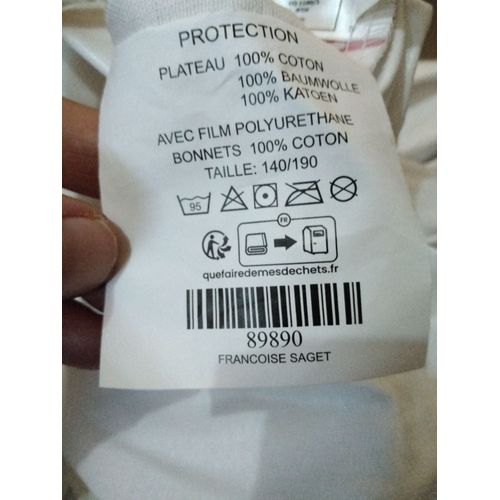 PROTECTION
PLATEAU 100% COTON
100% BAUMWOLLE
100% KATOEN
AVEC FILM POLYURETHANE
BONNETS 100% COTON
TAILLE: 140/190
95
FR
quefairedemesdechets.fr
89890
FRANCOISE SAGET